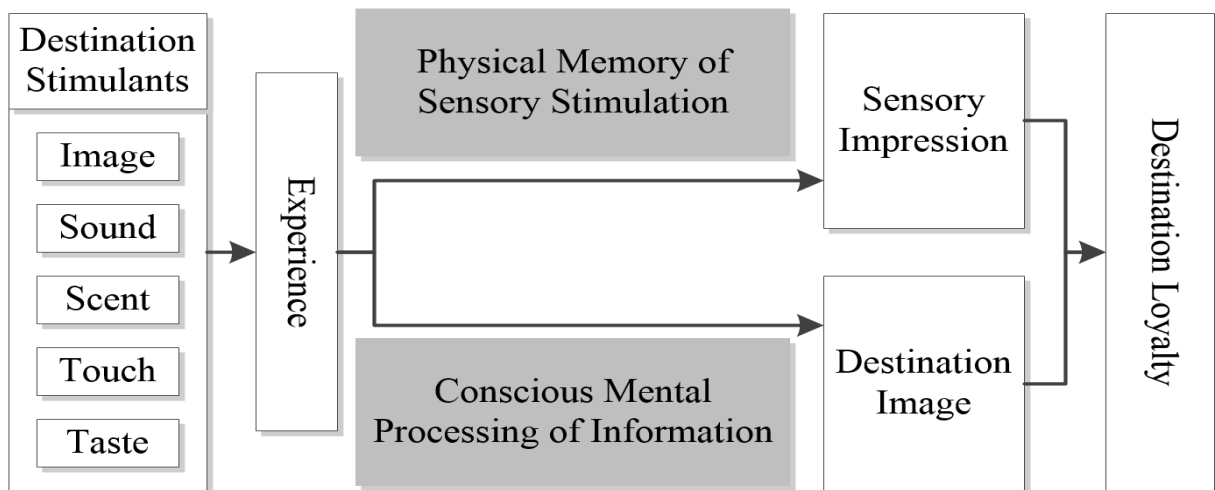 Destination
Stimulants
Image
Sound
Scent
Touch
Taste
Experience
Physical Memory of
Sensory Stimulation
Conscious Mental
Processing of Information
Sensory
Impression
Destination
Image
Destination Loyalty